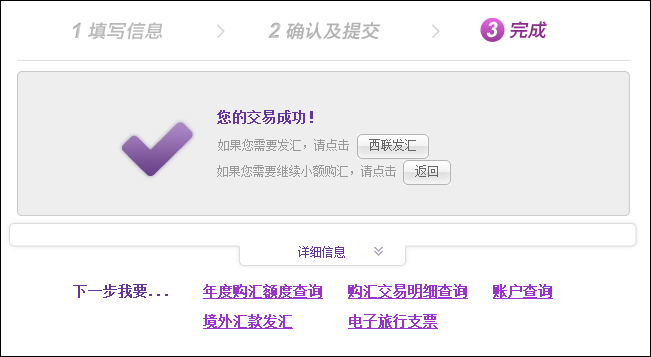 1 填写信息 2 确认及提交 3 完成
您的交易成功！
如果您需要发汇，请点击 西联发汇
如果您需要继续小额购汇，请点击 返回
详细信息
下一步我要... 年度购汇额度查询 购汇交易明细查询 账户查询
境外汇款发汇 电子旅行支票